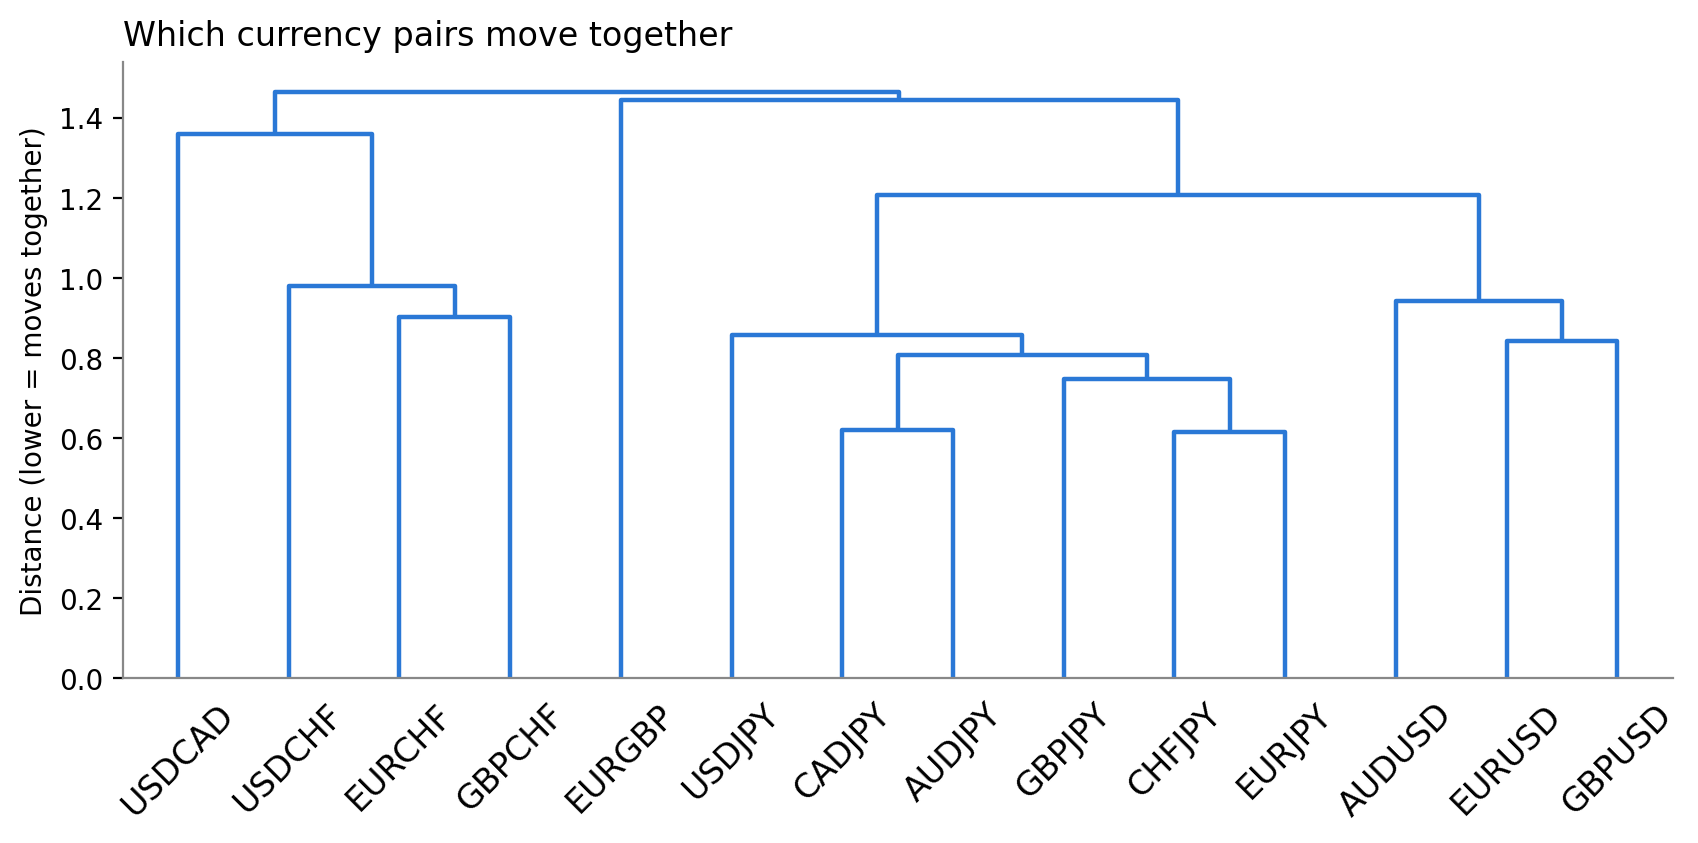 Which currency pairs move together
Distance (lower = moves together)
1.4
1.2
1.0
0.8
0.6
0.4
0.2
0.0
USDCAD
USDCHF
EURCHF
GBPCHF
EURGBP
USDJPY
CADJPY
AUDJPY
GBPJPY
CHFJPY
EURJPY
AUDUSD
EURUSD
GBPUSD